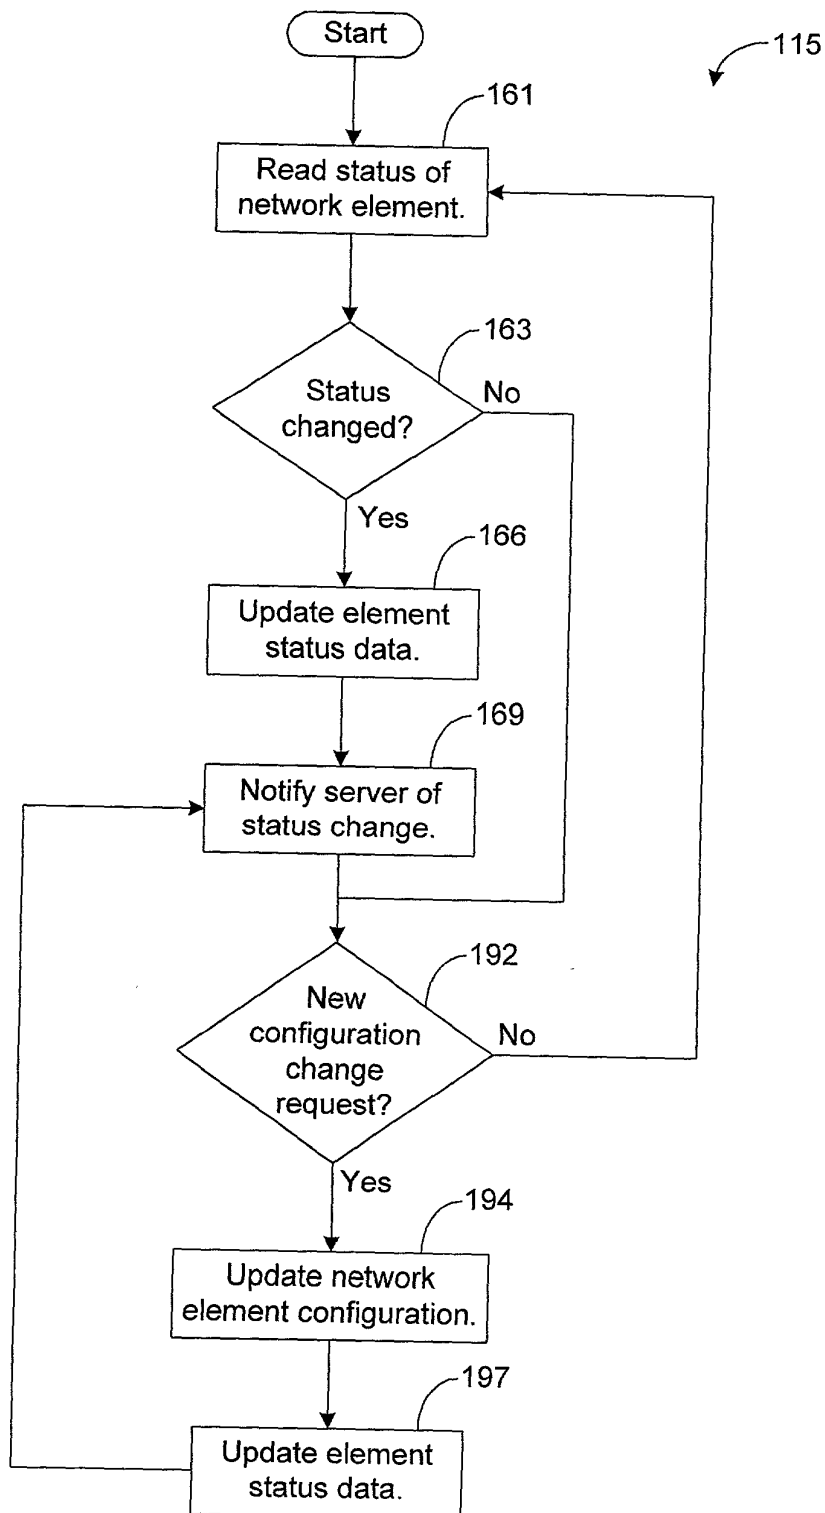 Start
115
161
Read status of
network element.
163
Status
changed?
No
Yes
166
Update element
status data.
169
Notify server of
status change.
192
New
configuration
change
request?
No
Yes
194
Update network
element configuration.
197
Update element
status data.